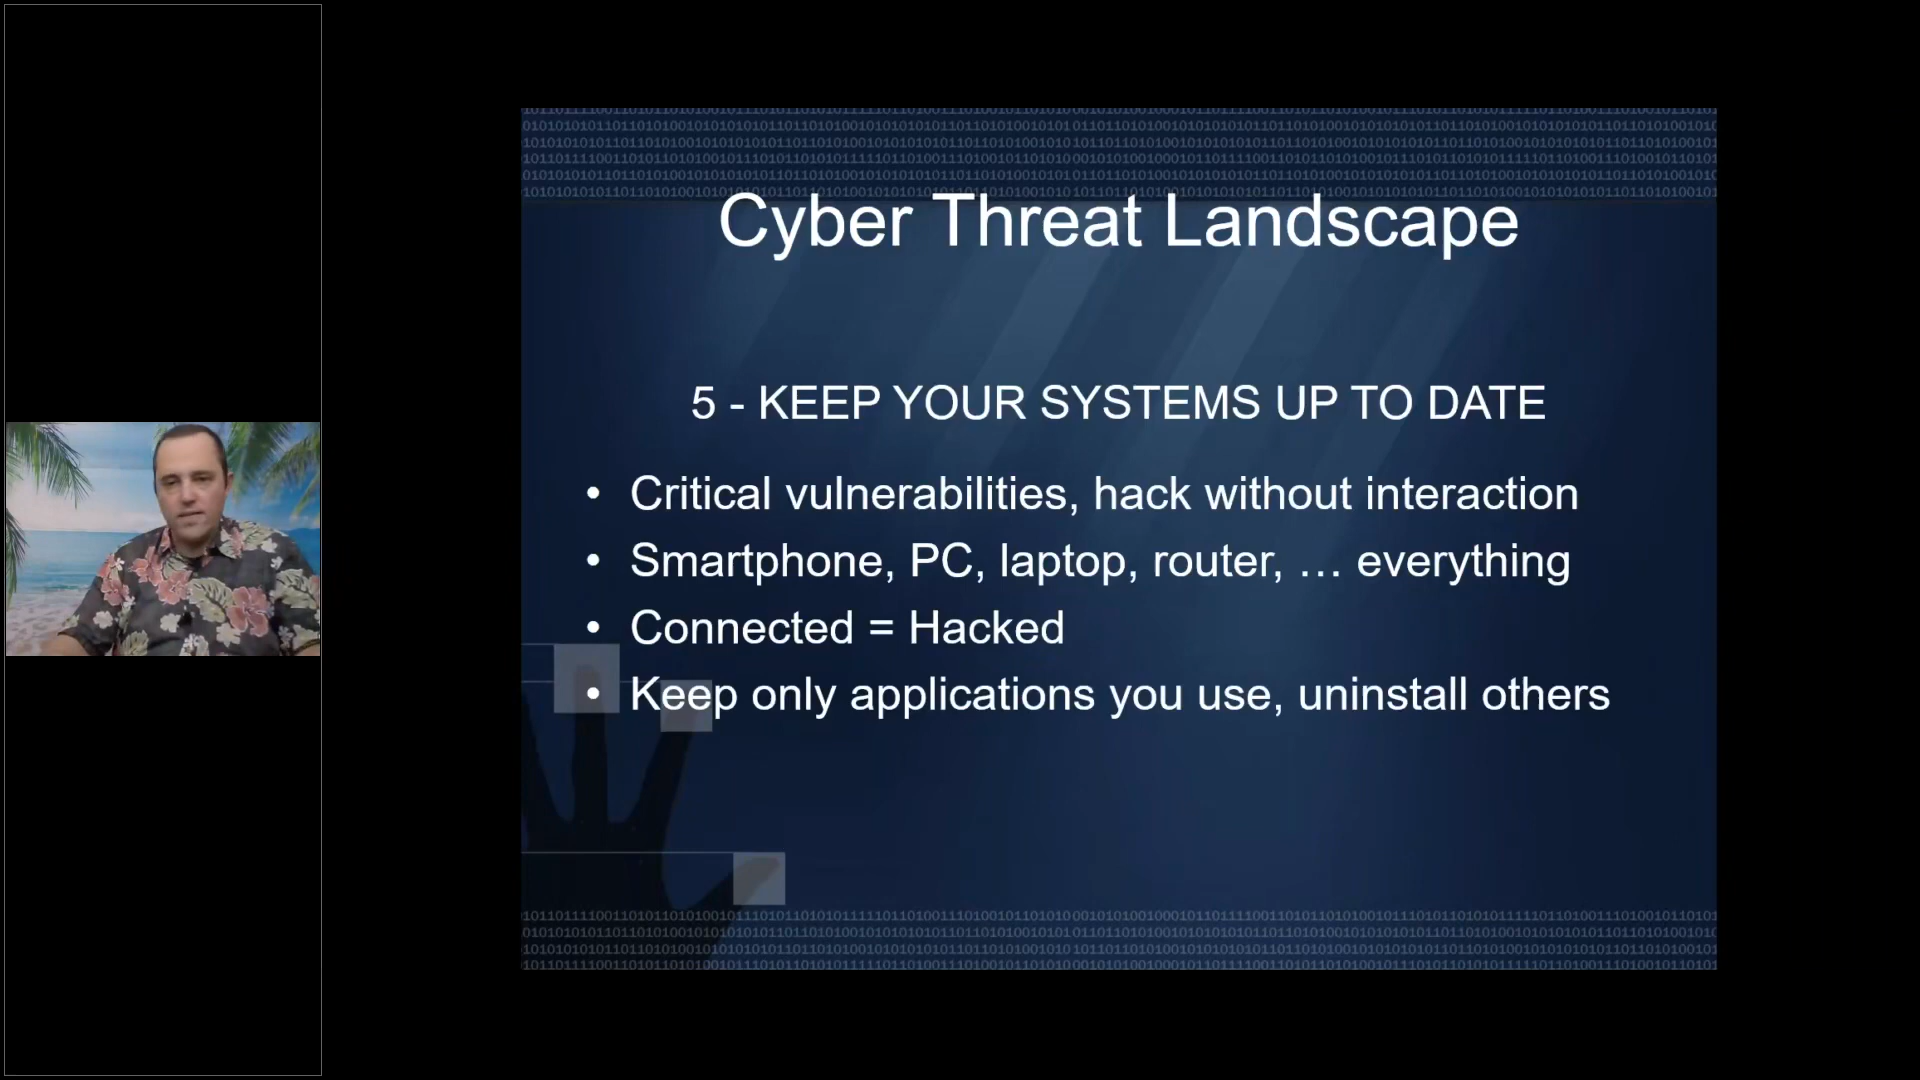 Cyber Threat Landscape
5 - KEEP YOUR SYSTEMS UP TO DATE
• Critical vulnerabilities, hack without interaction
• Smartphone, PC, laptop, router, … everything
• Connected = Hacked
• Keep only applications you use, uninstall others